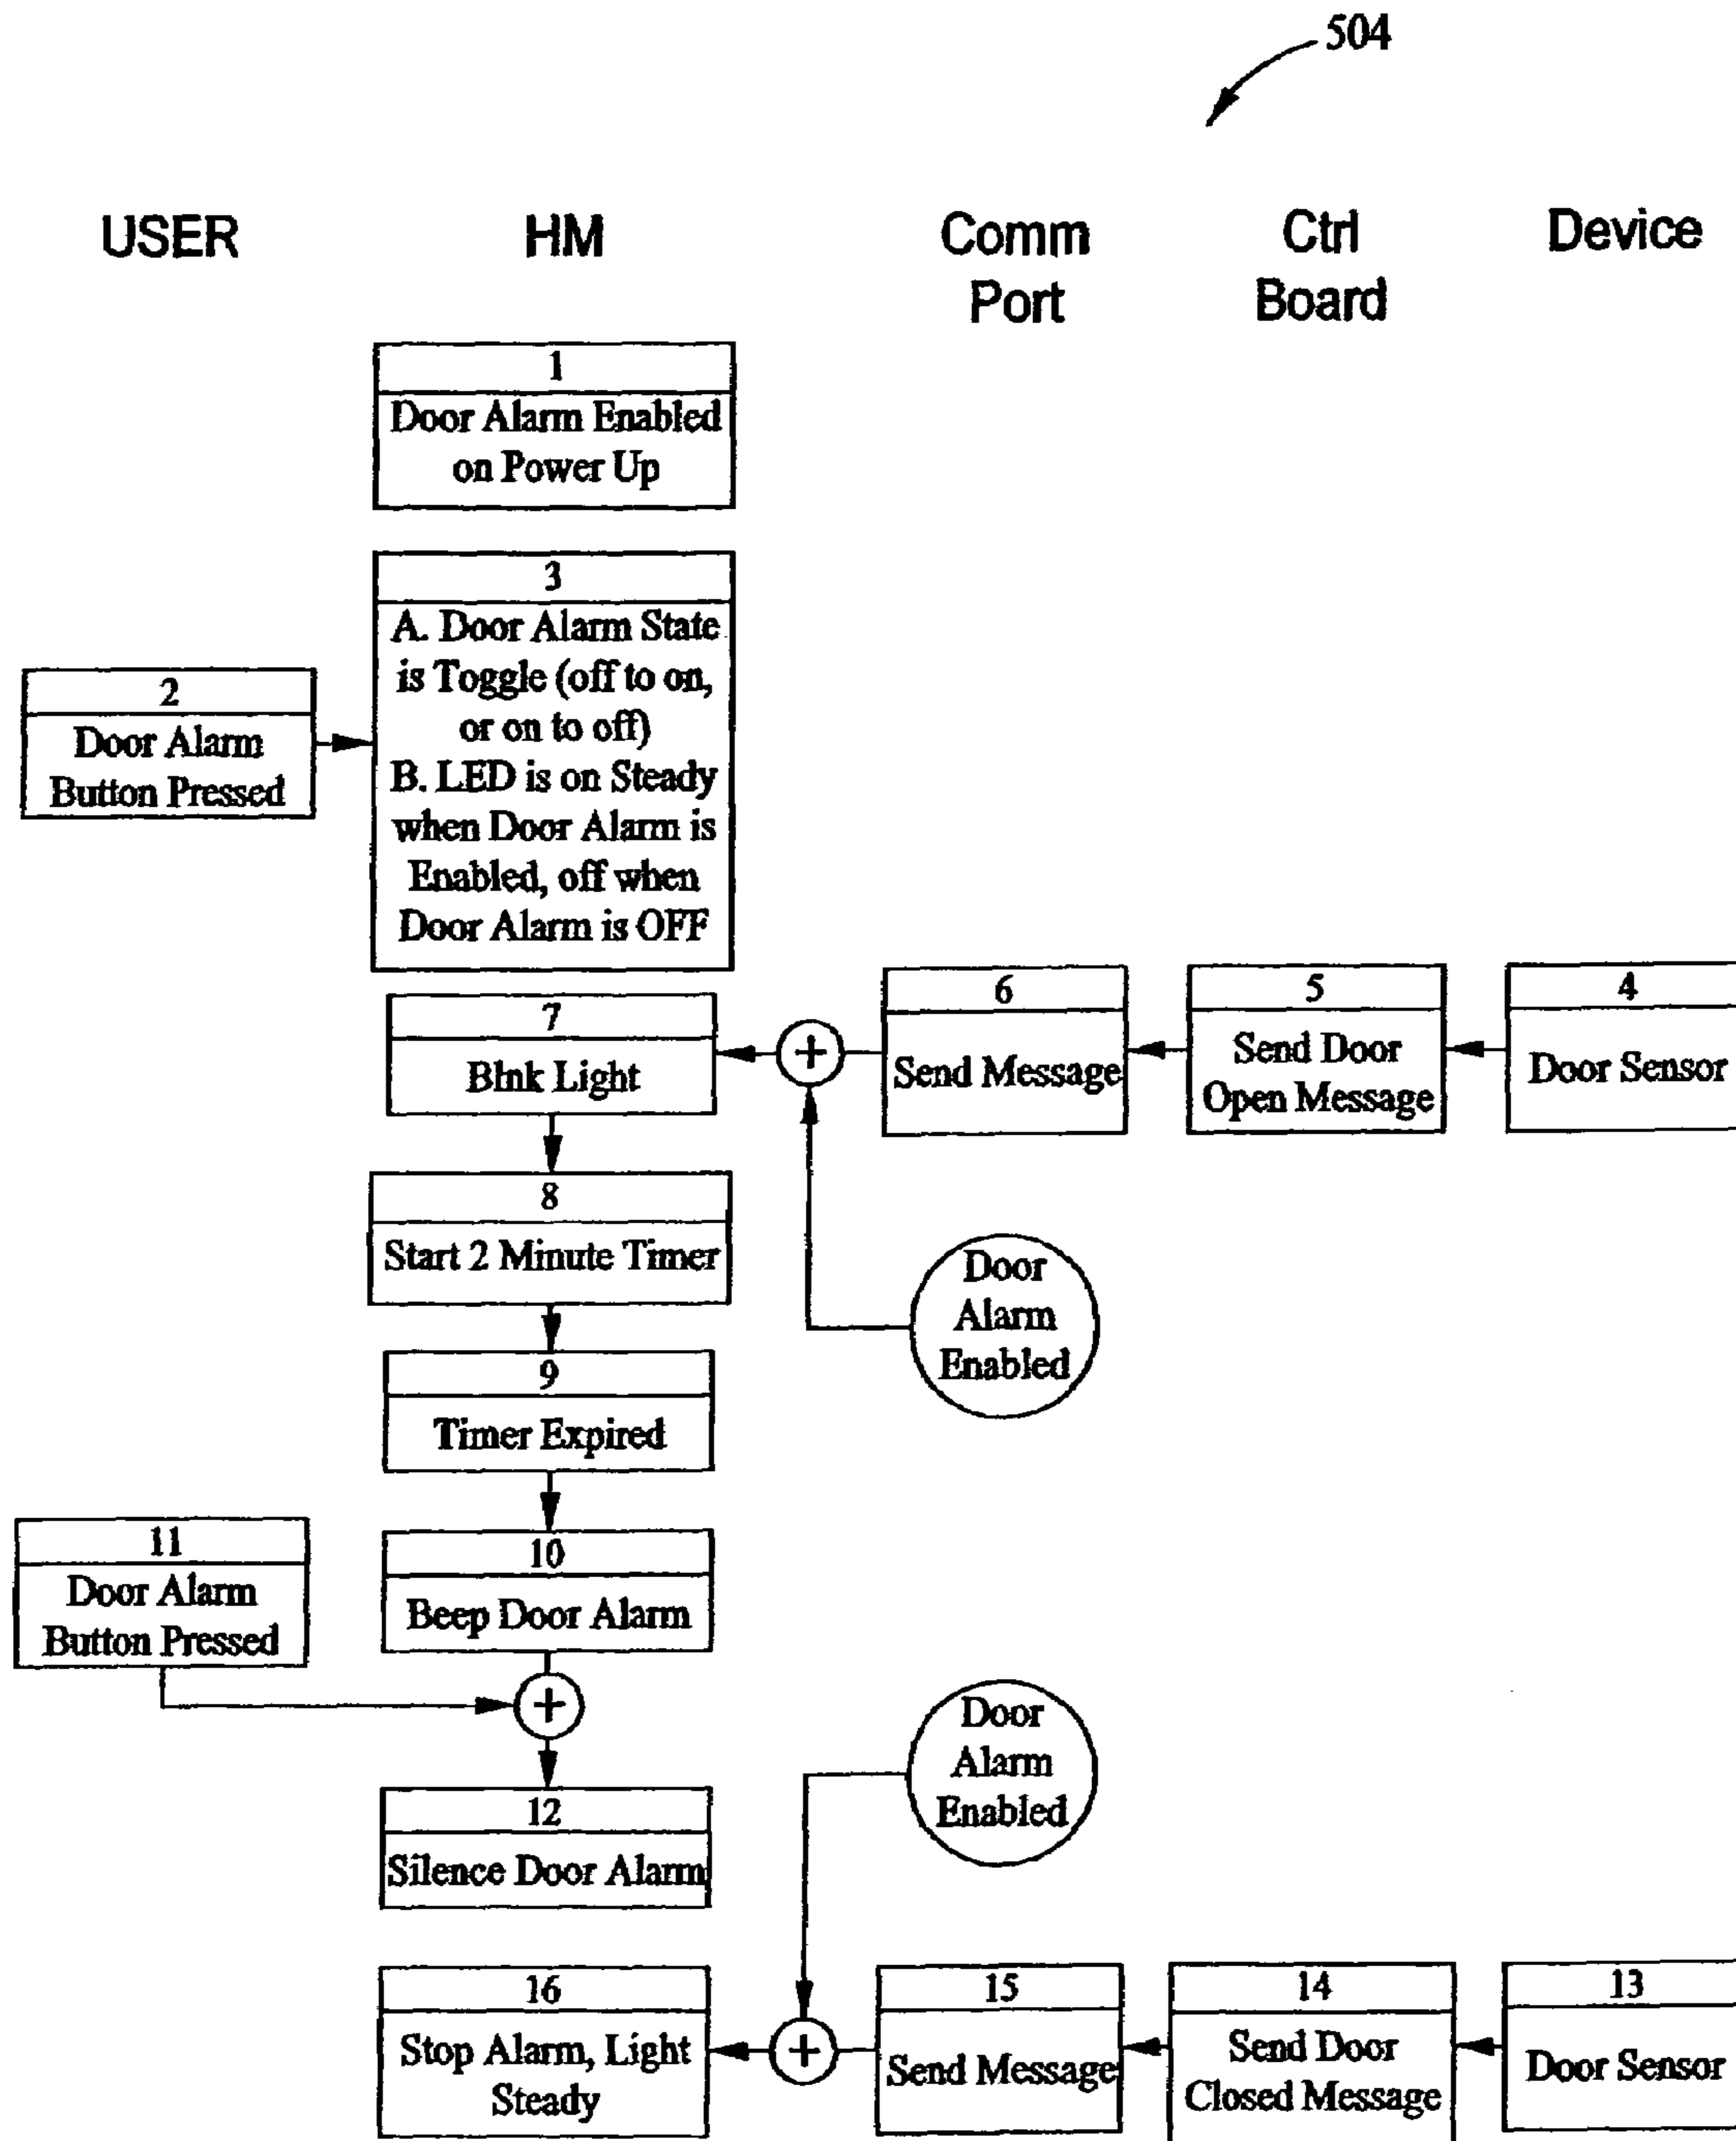 504
USER
HM
Comm
Port
Ctrl
Board
Device
1
Door Alarm Enabled
on Power Up
3
A. Door Alarm State
is Toggle (off to on,
or on to off)
B. LED is on Steady
when Door Alarm is
Enabled, off when
Door Alarm is OFF
2
Door Alarm
Button Pressed
7
Blnk Light
+
6
Send Message
5
Send Door
Open Message
4
Door Sensor
8
Start 2 Minute Timer
Door
Alarm
Enabled
9
Timer Expired
11
Door Alarm
Button Pressed
10
Beep Door Alarm
+
12
Silence Door Alarm
Door
Alarm
Enabled
16
Stop Alarm, Light
Steady
+
15
Send Message
14
Send Door
Closed Message
13
Door Sensor